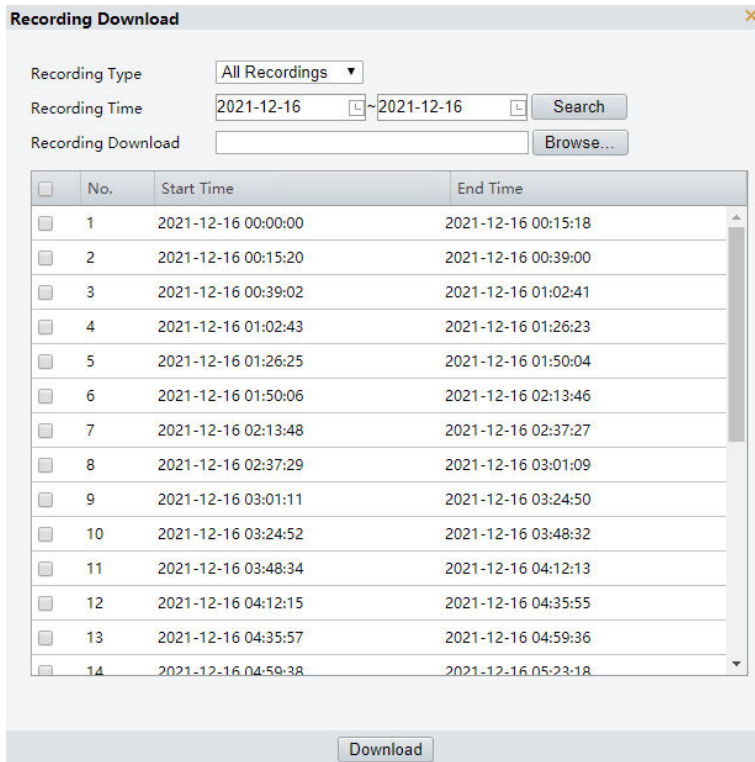 Recording Download
Recording Type All Recordings
Recording Time 2021-12-16 ~ 2021-12-16 Search
Recording Download Browse...
No. Start Time End Time
1 2021-12-16 00:00:00 2021-12-16 00:15:18
2 2021-12-16 00:15:20 2021-12-16 00:39:00
3 2021-12-16 00:39:02 2021-12-16 01:02:41
4 2021-12-16 01:02:43 2021-12-16 01:26:23
5 2021-12-16 01:26:25 2021-12-16 01:50:04
6 2021-12-16 01:50:06 2021-12-16 02:13:46
7 2021-12-16 02:13:48 2021-12-16 02:37:27
8 2021-12-16 02:37:29 2021-12-16 03:01:09
9 2021-12-16 03:01:11 2021-12-16 03:24:50
10 2021-12-16 03:24:52 2021-12-16 03:48:32
11 2021-12-16 03:48:34 2021-12-16 04:12:13
12 2021-12-16 04:12:15 2021-12-16 04:35:55
13 2021-12-16 04:35:57 2021-12-16 04:59:36
14 2021-12-16 04:59:38 2021-12-16 05:23:18
Download